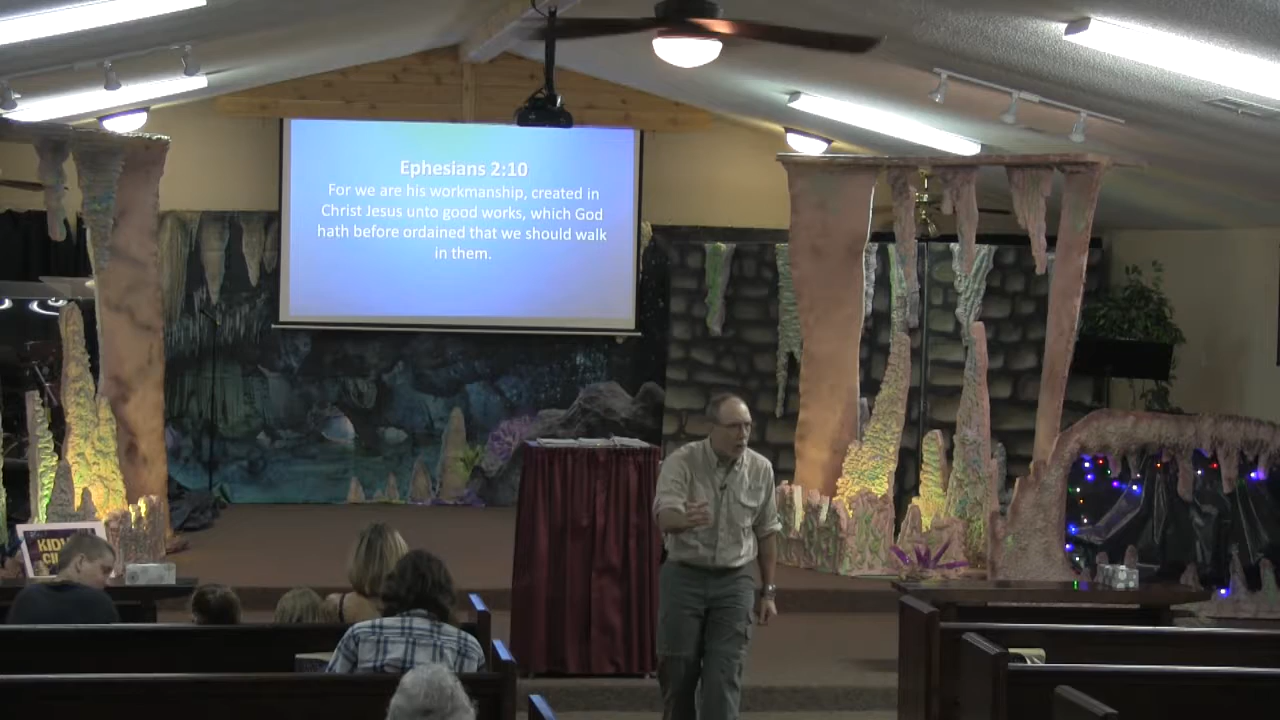 Ephesians 2:10
For we are his workmanship, created in
Christ Jesus unto good works, which God
hath before ordained that we should walk
in them.